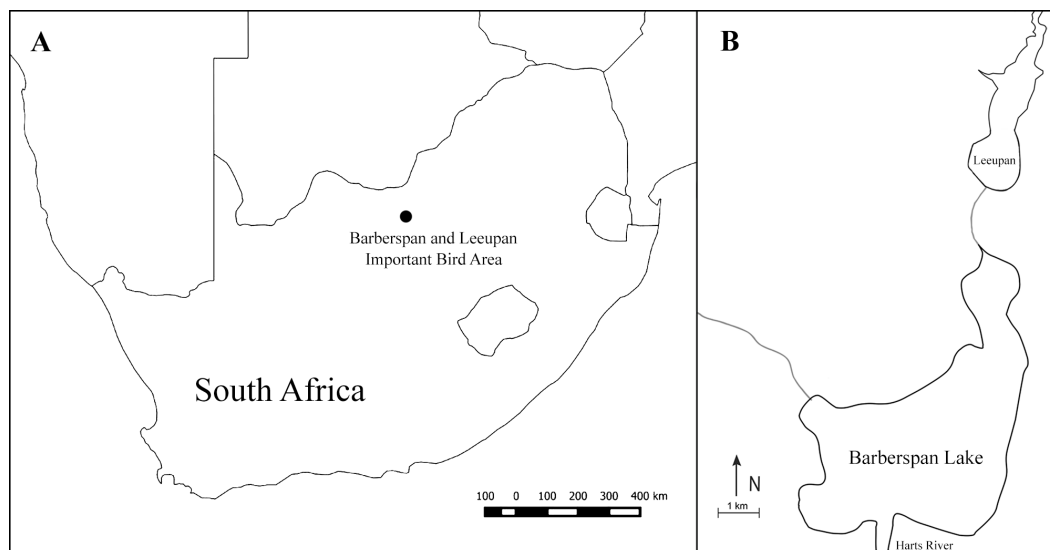 A
Barberspan and Leeupan
Important Bird Area
South Africa
100 0 100 200 300 400 km
B
Leeupan
Barberspan Lake
N
1 km
Harts River